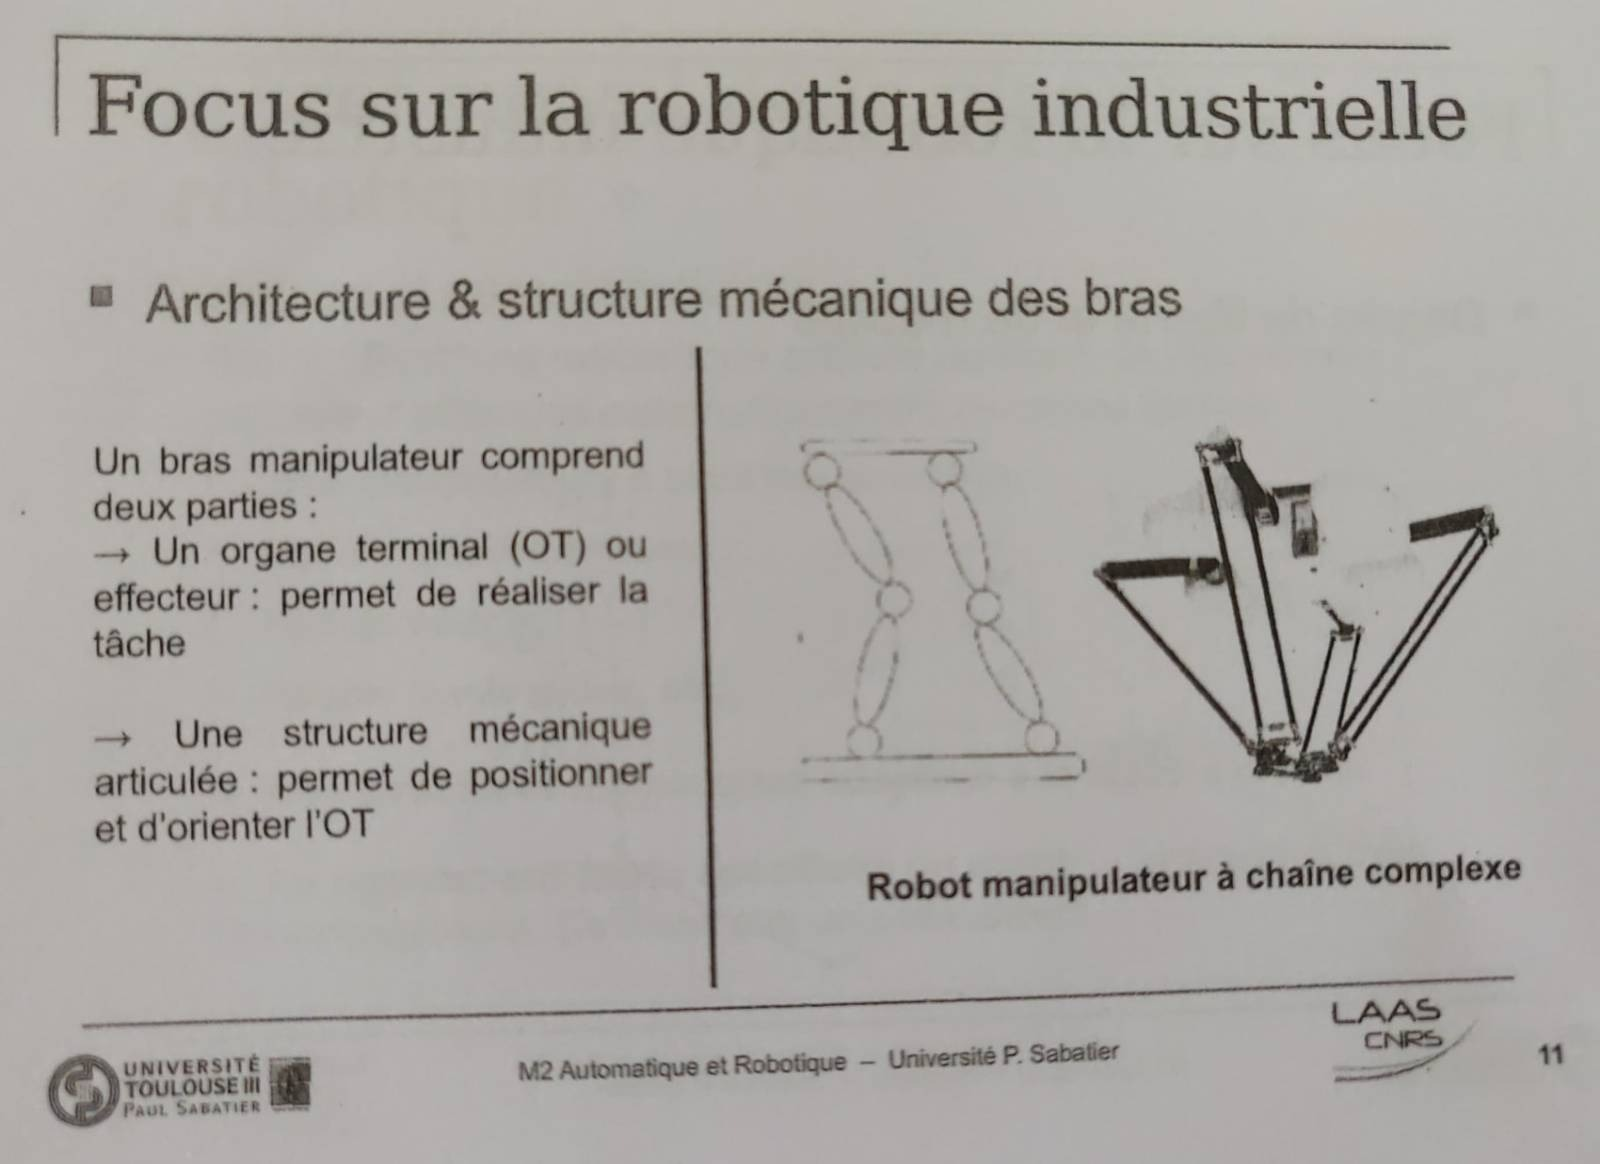 Focus sur la robotique industrielle
▪ Architecture & structure mécanique des bras
Un bras manipulateur comprend
deux parties :
→ Un organe terminal (OT) ou
effecteur : permet de réaliser la
tâche
→ Une structure mécanique
articulée : permet de positionner
et d'orienter l'OT
Robot manipulateur à chaîne complexe
UNIVERSITÉ
TOULOUSE III
PAUL SABATIER
M2 Automatique et Robotique – Université P. Sabatier
LAAS
CNRS
11